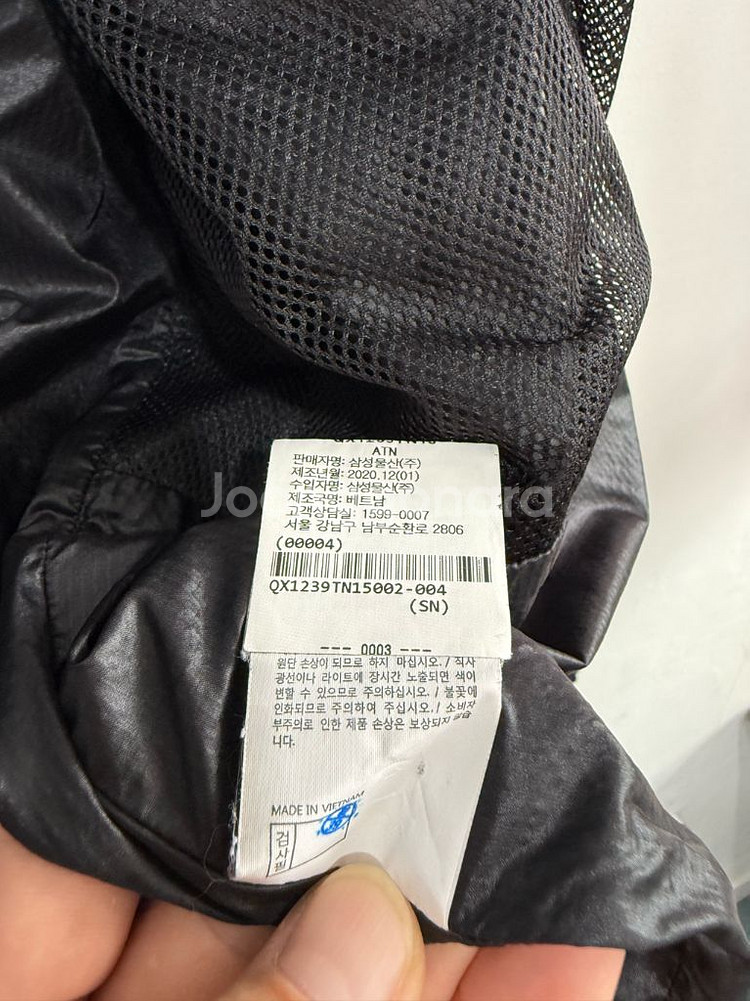 ATN
판매자명: 삼성물산(주)
제조년월: 2020.12(01)
수입자명: 삼성물산(주)
제조국명: 베트남
고객상담실: 1599-0007
서울 강남구 남부순환로 2806
(00004)
QX1239TN15002-004
(SN)
--- 0003 ---
원단 손상이 되므로 하지 마십시오. / 직사
광선이나 라이트에 장시간 노출되면 색이
변할 수 있으므로 주의하십시오. / 불꽃에
인화되므로 주의하여 주십시오. / 소비자
부주의로 인한 제품 손상은 보상되지 않습
니다.
MADE IN VIETNAM
검사필